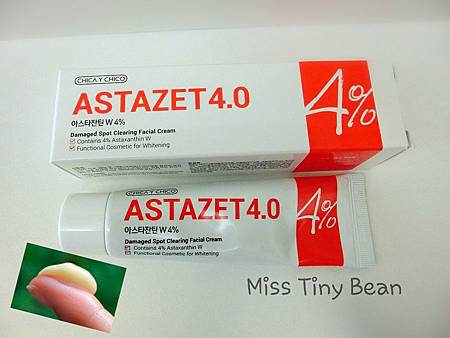 CHICA Y CHICO
ASTAZET4.0
아스타잔틴 W 4%
Damaged Spot Clearing Facial Cream
Contains 4% Astaxanthin W
Functional Cosmetic for Whitening
4%
CHICA Y CHICO
ASTAZET4.0
아스타잔틴 W 4%
Damaged Spot Clearing Facial Cream
Contains 4% Astaxanthin W
Functional Cosmetic for Whitening
4%
Miss Tiny Bean